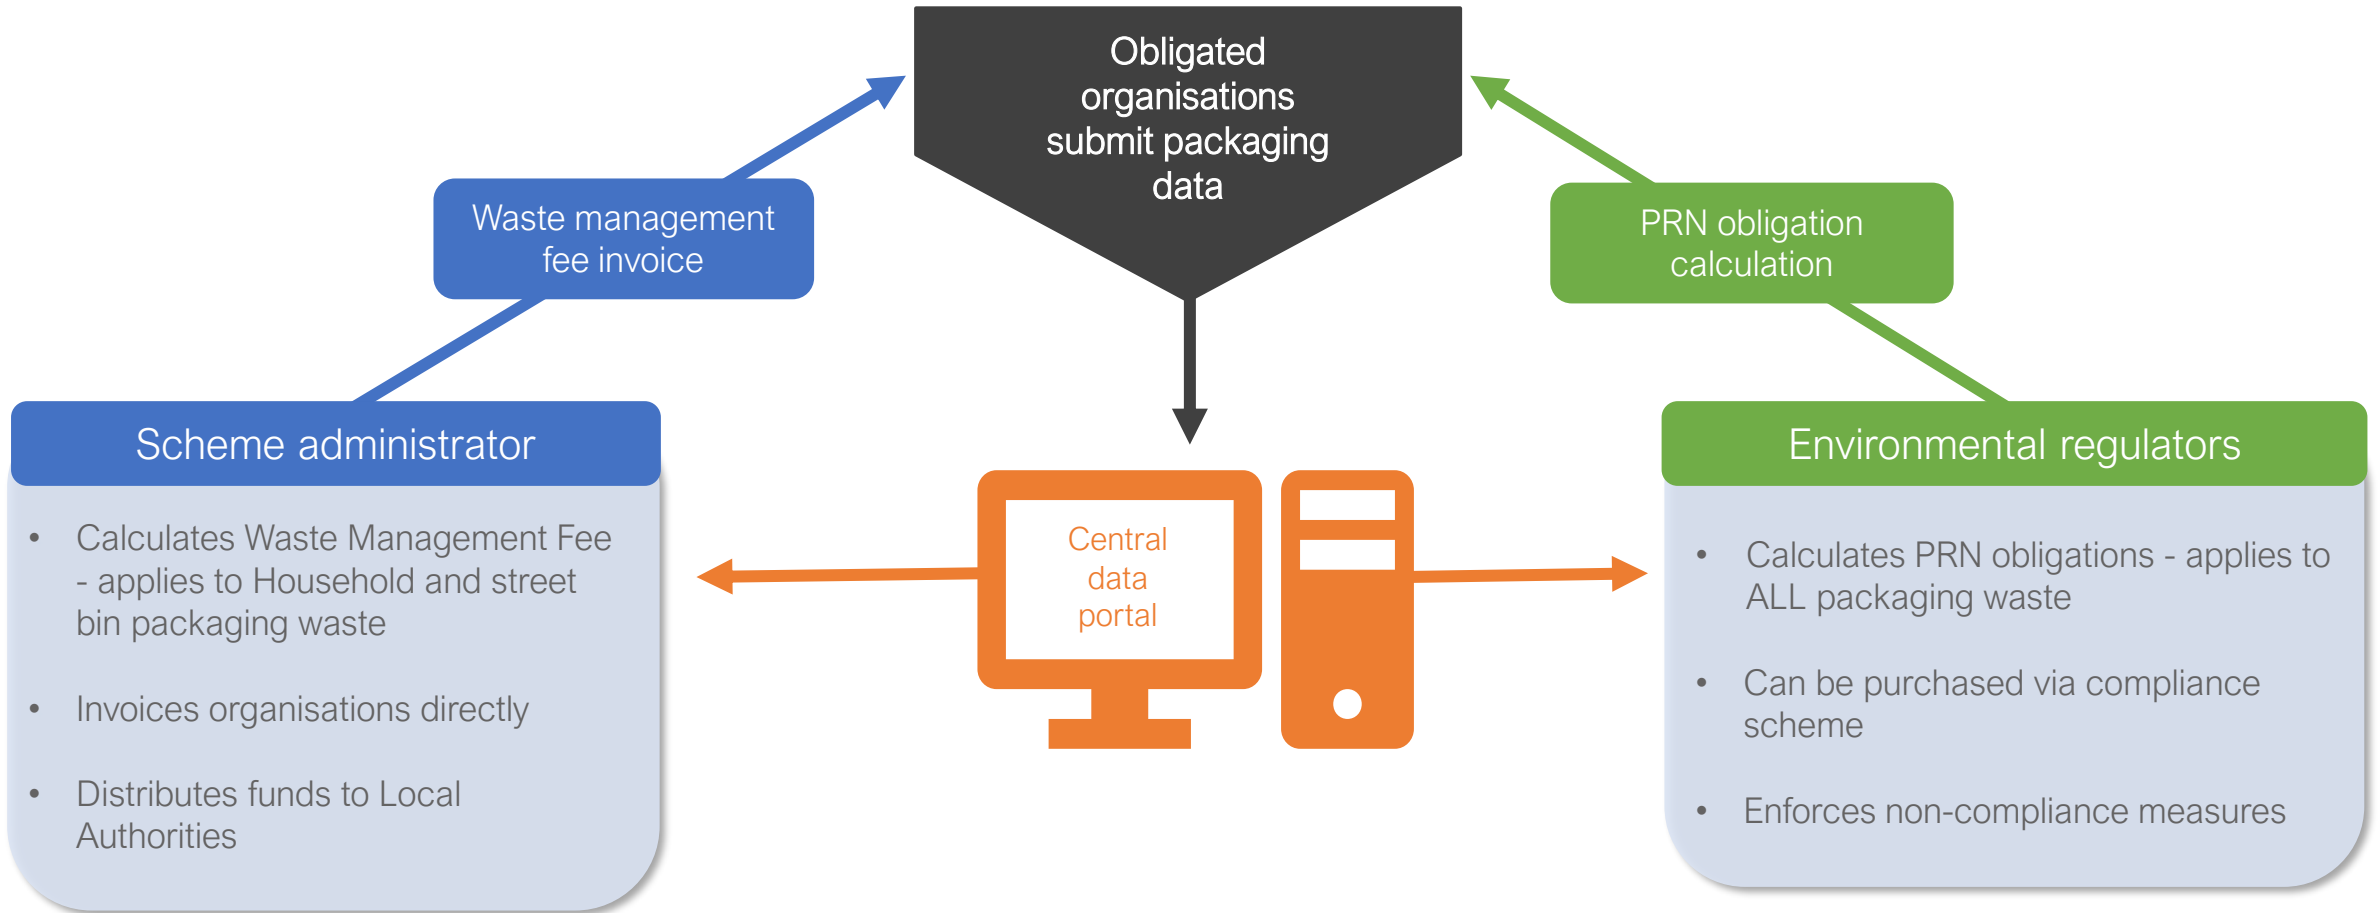 Obligated
organisations
submit packaging
data
Waste management
fee invoice
PRN obligation
calculation
Scheme administrator
• Calculates Waste Management Fee
- applies to Household and street
bin packaging waste
• Invoices organisations directly
• Distributes funds to Local
Authorities
Central
data
portal
Environmental regulators
• Calculates PRN obligations - applies to
ALL packaging waste
• Can be purchased via compliance
scheme
• Enforces non-compliance measures